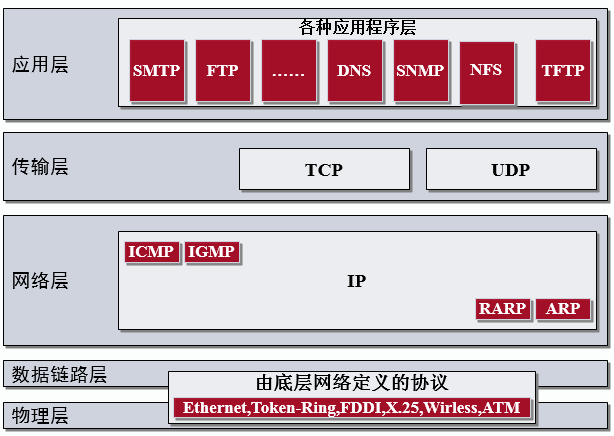 各种应用程序层
应用层
SMTP FTP …… DNS SNMP NFS TFTP
传输层 TCP UDP
ICMP IGMP
网络层 IP
RARP ARP
数据链路层
由底层网络定义的协议
物理层 Ethernet,Token-Ring,FDDI,X.25,Wirless,ATM